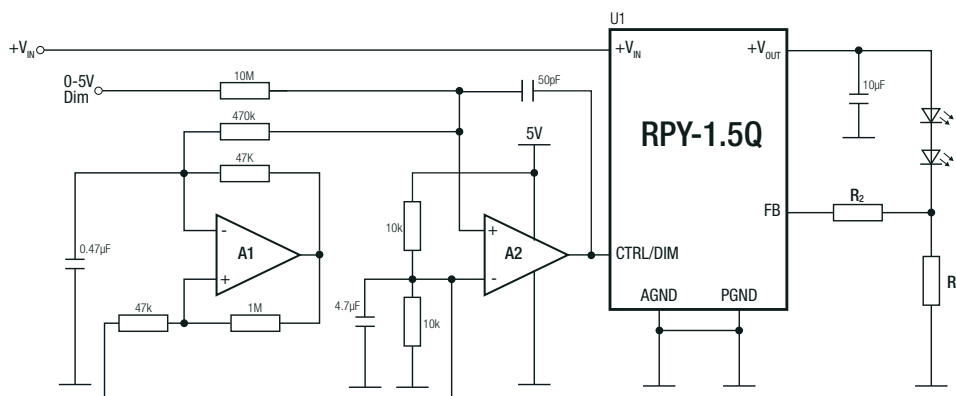 U1
+VIN
+VIN
+VOUT
0-5V
Dim
10M
50pF
10µF
470k
5V
RPY-1.5Q
47K
10k
FB
R2
0.47µF
-
A1
+
+
A2
-
CTRL/DIM
47k
1M
4.7µF
10k
AGND
PGND
R